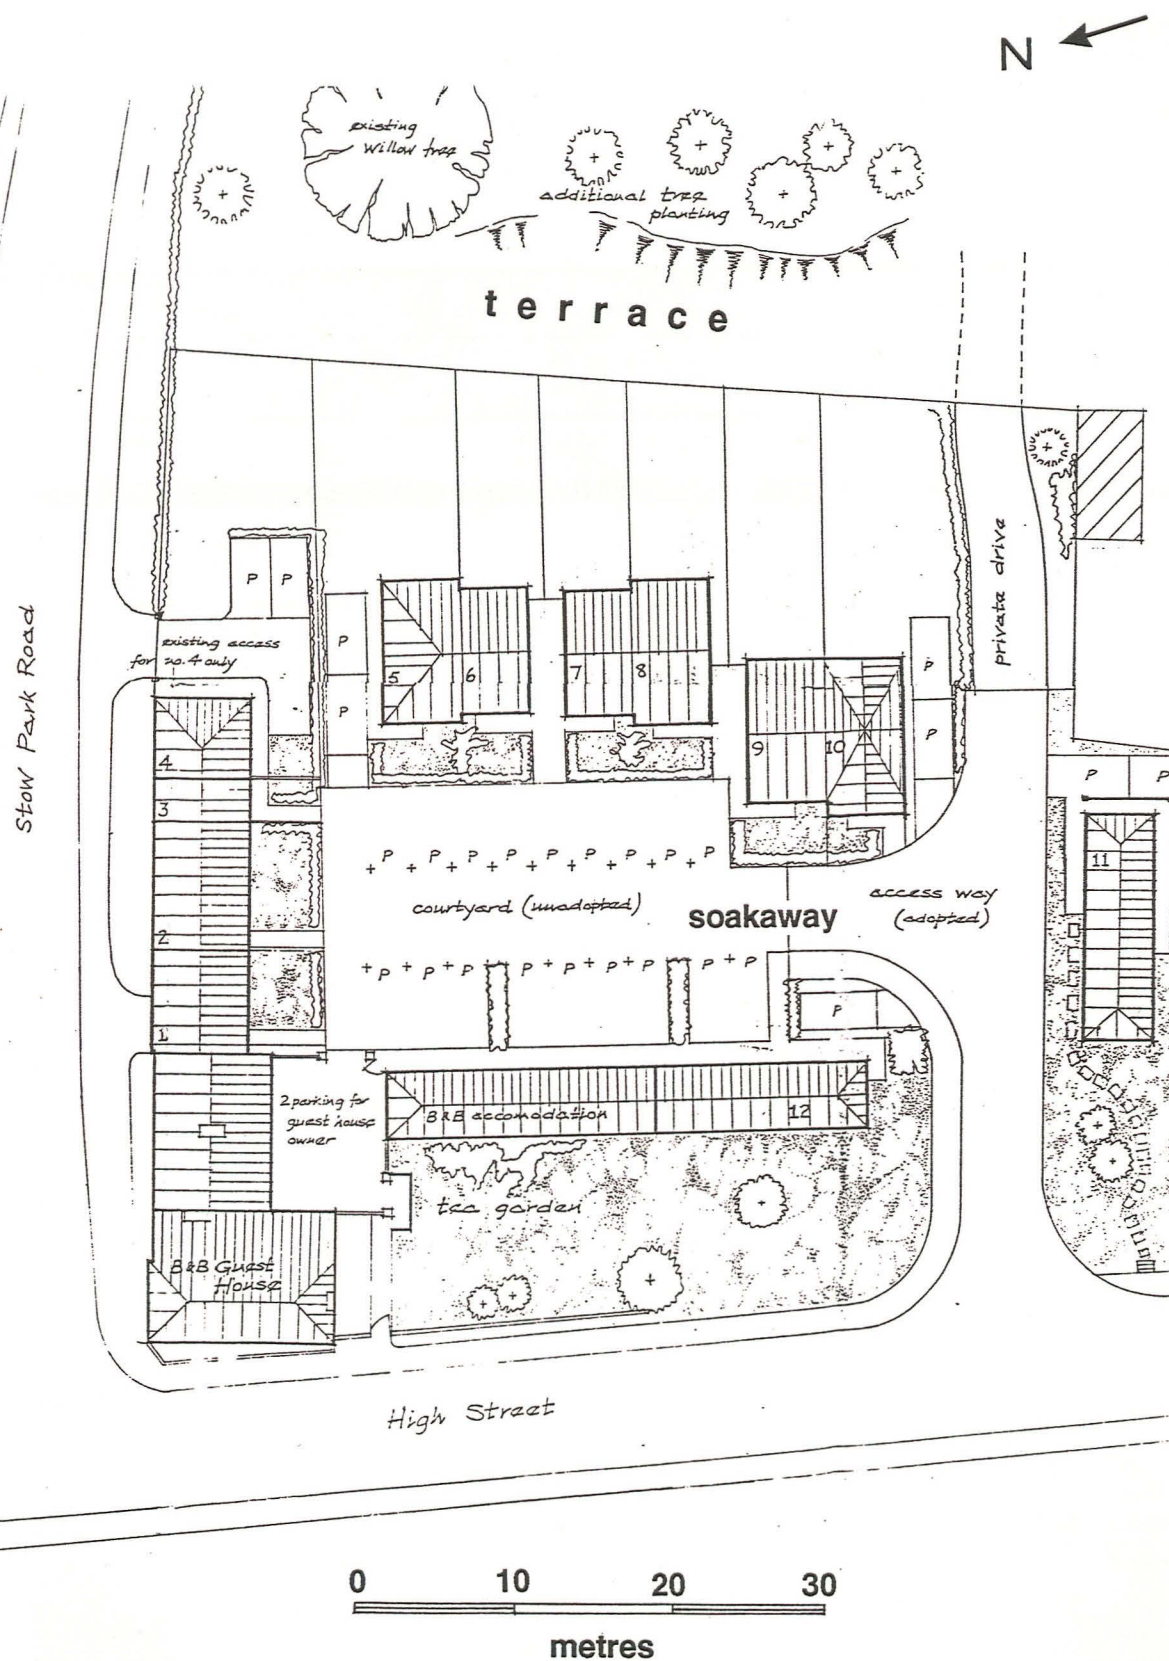 N
existing
willow tree
additional tree
planting
terrace
private drive
Stow Park Road
P P
existing access
for no. 4 only
P
P
5
6
7
8
9
10
P
P
4
3
2
1
P P
11
P P P P P P P P P
courtyard (unadopted)
soakaway
access way
(adopted)
P P P P P P P P P
P
2 parking for
guest house
owner
B&B accomodation
12
tea garden
B&B Guest
House
High Street
0 10 20 30
metres